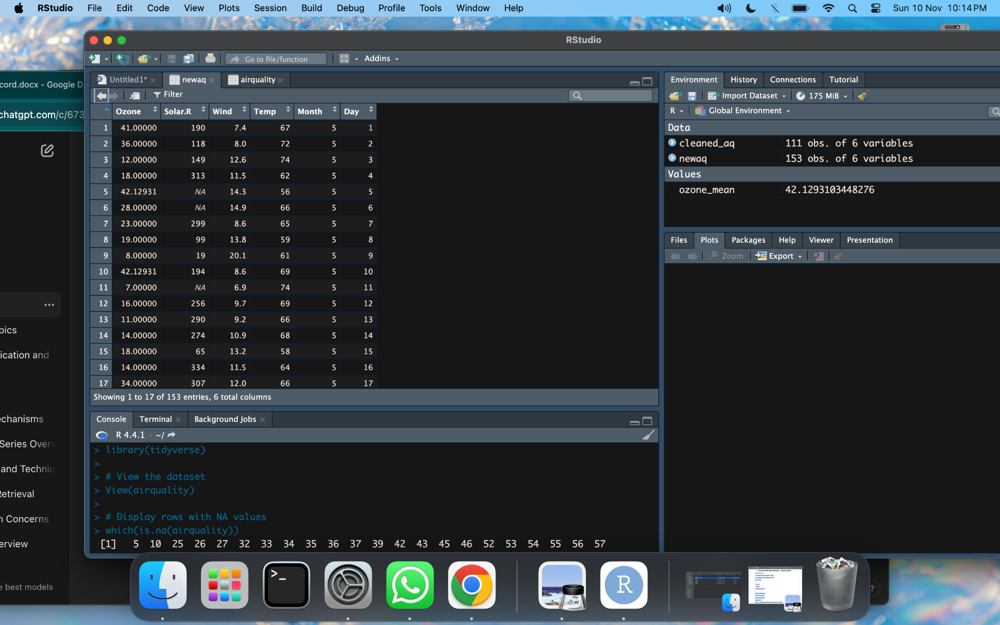 RStudio File Edit Code View Plots Session Build Debug Profile Tools Window Help Sun 10 Nov 10:14 PM
RStudio
Go to file/function Addins
cord.docx - Google D
chatgpt.com/c/673
pics
ication and
echanisms
Series Over
and Techniq
Retrieval
n Concerns
erview
e best models
Untitled1* newaq airquality
Filter
Ozone Solar.R Wind Temp Month Day
1 41.00000 190 7.4 67 5 1
2 36.00000 118 8.0 72 5 2
3 12.00000 149 12.6 74 5 3
4 18.00000 313 11.5 62 5 4
5 42.12931 NA 14.3 56 5 5
6 28.00000 NA 14.9 66 5 6
7 23.00000 299 8.6 65 5 7
8 19.00000 99 13.8 59 5 8
9 8.00000 19 20.1 61 5 9
10 42.12931 194 8.6 69 5 10
11 7.00000 NA 6.9 74 5 11
12 16.00000 256 9.7 69 5 12
13 11.00000 290 9.2 66 5 13
14 14.00000 274 10.9 68 5 14
15 18.00000 65 13.2 58 5 15
16 14.00000 334 11.5 64 5 16
17 34.00000 307 12.0 66 5 17
Showing 1 to 17 of 153 entries, 6 total columns
Console Terminal Background Jobs
R 4.4.1 · ~/
> library(tidyverse)
>
> # View the dataset
> View(airquality)
>
> # Display rows with NA values
> which(is.na(airquality))
[1] 5 10 25 26 27 32 33 34 35 36 37 39 42 43 45 46 52 53 54 55 56 57
Environment History Connections Tutorial
Import Dataset 175 MiB
R Global Environment
Data
cleaned_aq 111 obs. of 6 variables
newaq 153 obs. of 6 variables
Values
ozone_mean 42.1293103448276
Files Plots Packages Help Viewer Presentation
Zoom Export
>_
R
?